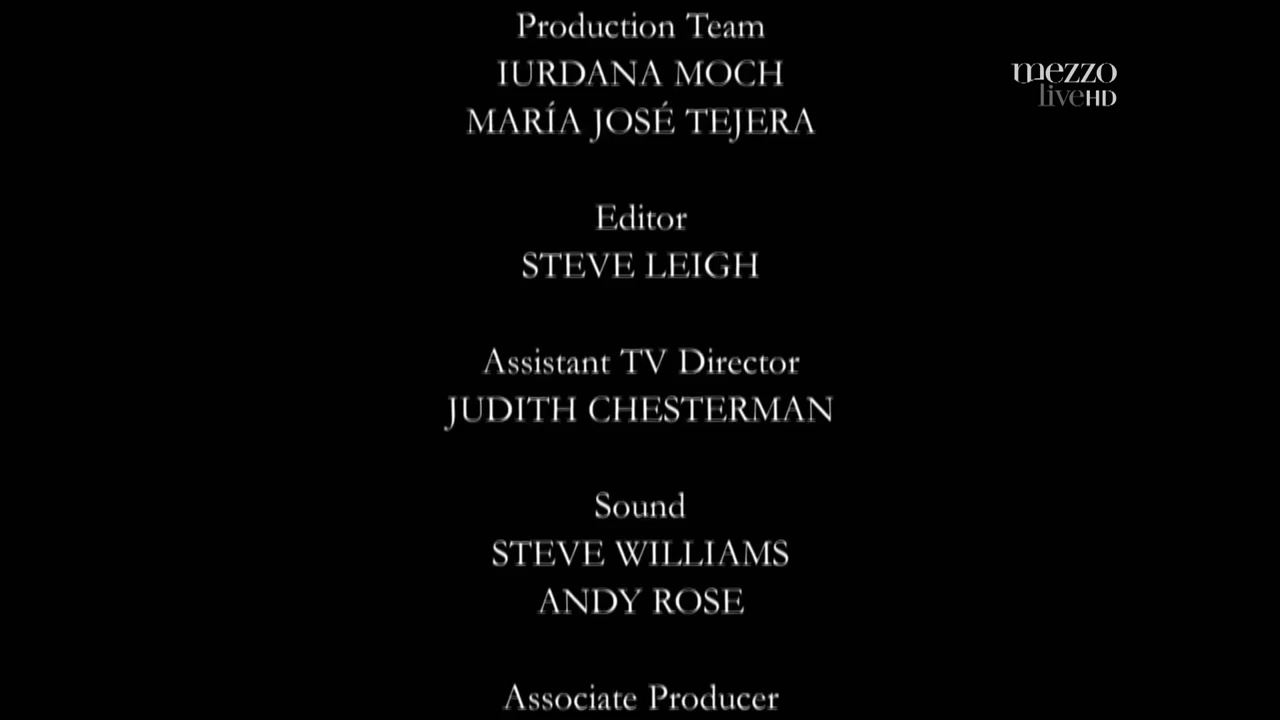 Production Team
IURDANA MOCH
MARÍA JOSÉ TEJERA
mezzo
liveHD
Editor
STEVE LEIGH
Assistant TV Director
JUDITH CHESTERMAN
Sound
STEVE WILLIAMS
ANDY ROSE
Associate Producer